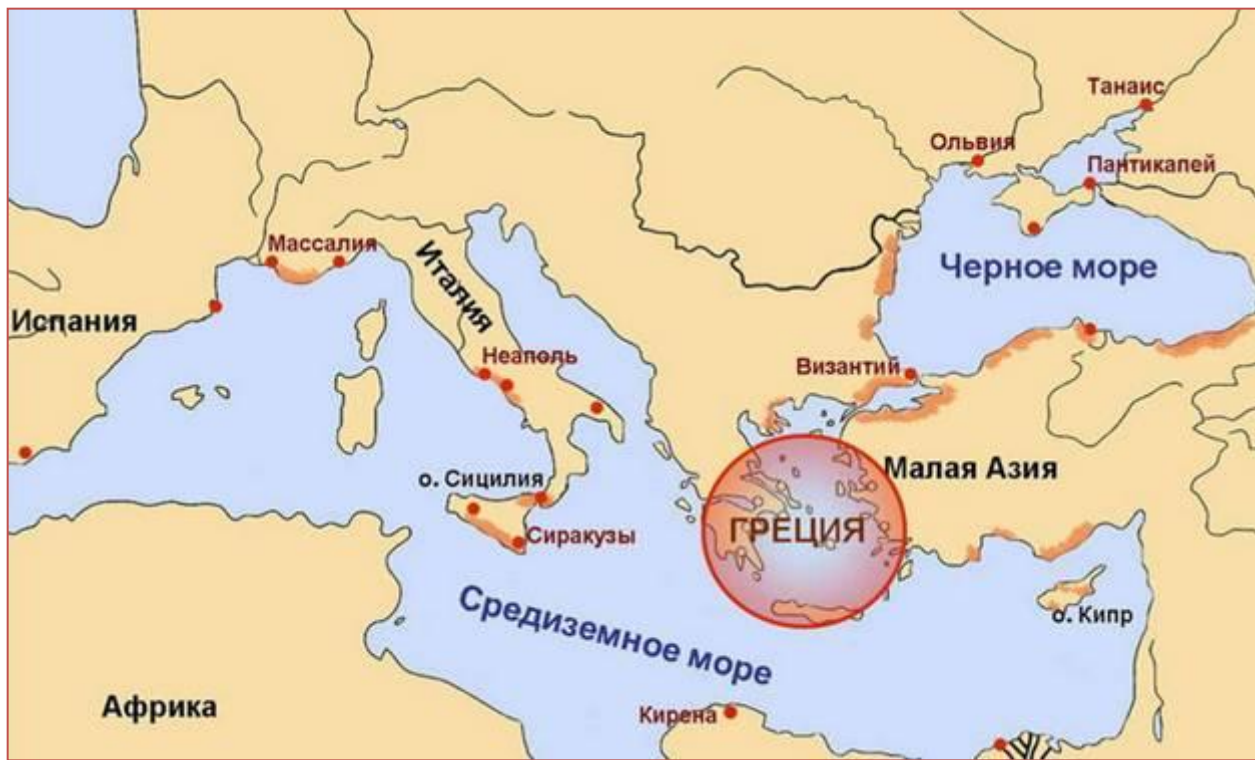 Танаис
Ольвия
Пантикапей
Массалия
Италия
Черное море
Испания
Неаполь
Византий
о. Сицилия
Малая Азия
Сиракузы
ГРЕЦИЯ
Средиземное море
о. Кипр
Африка
Кирена